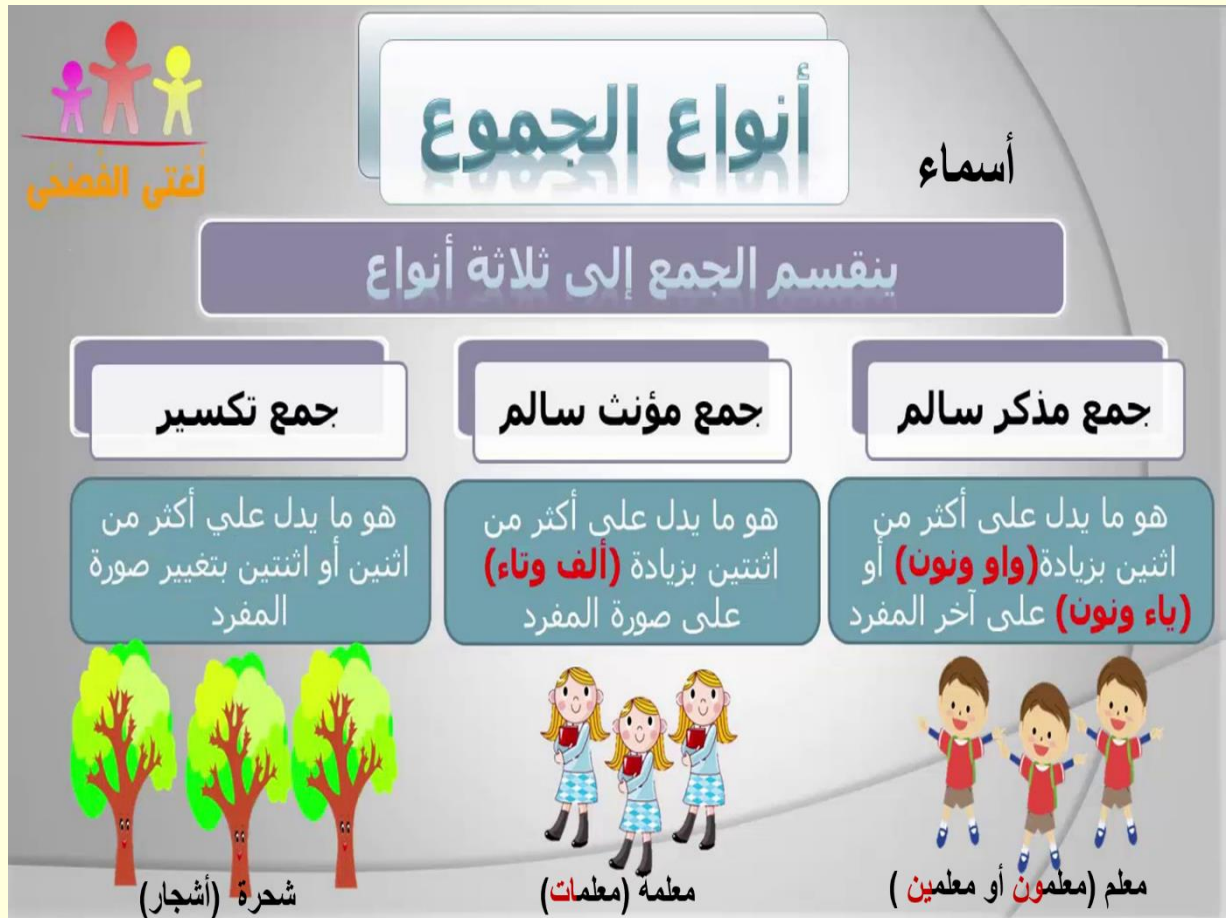 لُغَتي الفُصْحى
أنواع الجموع
أسماء
ينقسم الجمع إلى ثلاثة أنواع
جمع مذكر سالم
هو ما يدل على أكثر من
اثنين بزيادة(واو ونون) أو
(ياء ونون) على آخر المفرد
معلم (معلمون أو معلمين )
جمع مؤنث سالم
هو ما يدل على أكثر من
اثنتين بزيادة (ألف وتاء)
على صورة المفرد
معلمة (معلمات)
جمع تكسير
هو ما يدل علي أكثر من
اثنين أو اثنتين بتغيير صورة
المفرد
شحرة (أشجار)